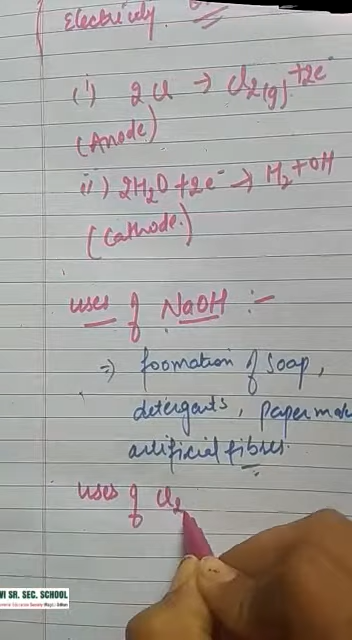 Electricity.
(i) 2Cl → Cl2(g) + 2e⁻
(Anode)
ii) 2H2O + 2e⁻ → H2 + OH
(Cathode.)
uses of NaOH :-
⇒ foomation of soap,
detergants, paper mak
artificial fibres.
uses of Cl2
VI SR. SEC. SCHOOL